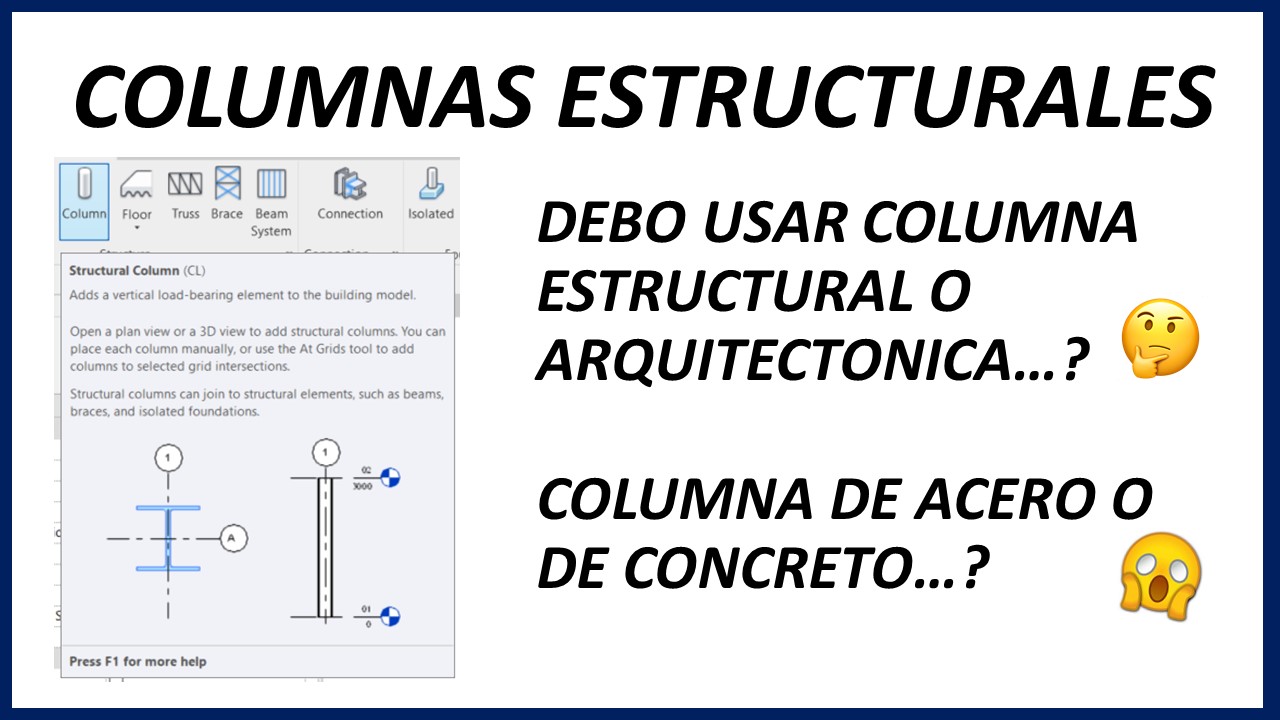 COLUMNAS ESTRUCTURALES
Column
Floor
Truss
Brace
Beam
System
Connection
Isolated
Structural Column (CL)
Adds a vertical load-bearing element to the building model.
Open a plan view or a 3D view to add structural columns. You can
place each column manually, or use the At Grids tool to add
columns to selected grid intersections.
Structural columns can join to structural elements, such as beams,
braces, and isolated foundations.
1
A
1
02
3000
01
0
Press F1 for more help
DEBO USAR COLUMNA
ESTRUCTURAL O
ARQUITECTONICA...?
COLUMNA DE ACERO O
DE CONCRETO...?